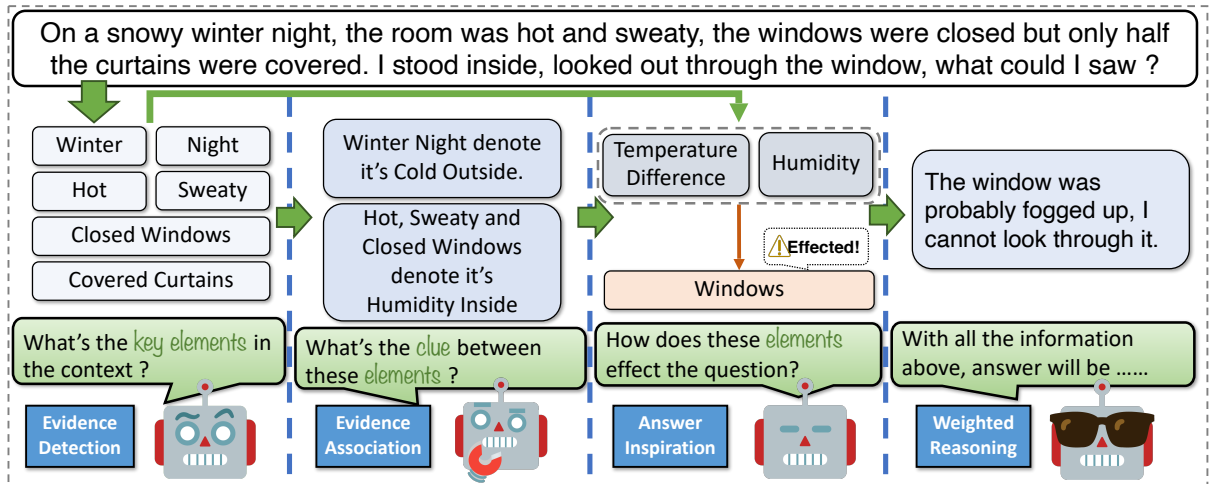 On a snowy winter night, the room was hot and sweaty, the windows were closed but only half
the curtains were covered. I stood inside, looked out through the window, what could I saw ?
Winter
Night
Hot
Sweaty
Closed Windows
Covered Curtains
What's the key elements in
the context ?
Evidence
Detection
Winter Night denote
it's Cold Outside.
Hot, Sweaty and
Closed Windows
denote it's
Humidity Inside
What's the clue between
these elements ?
Evidence
Association
Temperature
Difference
Humidity
Effected!
Windows
How does these elements
effect the question?
Answer
Inspiration
The window was
probably fogged up, I
cannot look through it.
With all the information
above, answer will be ……
Weighted
Reasoning